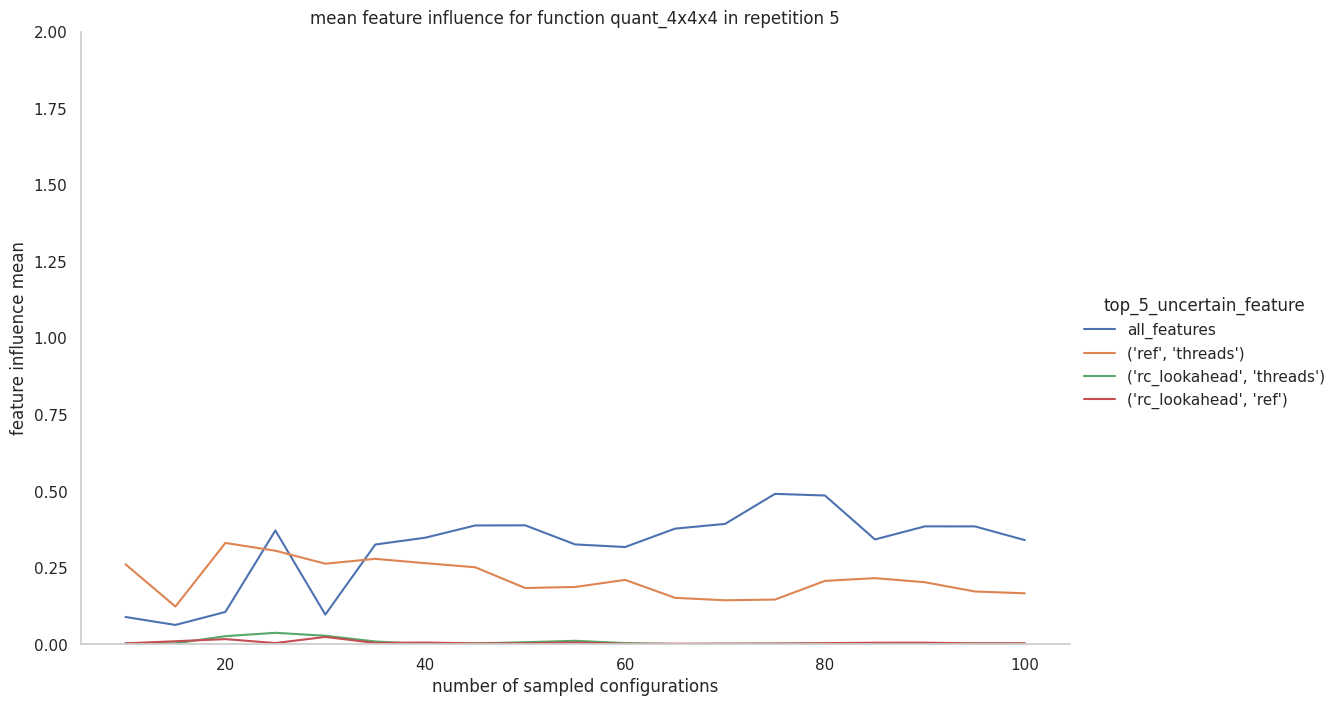 mean feature influence for function quant_4x4x4 in repetition 5
2.00
1.75
1.50
1.25
1.00
0.75
0.50
0.25
0.00
feature influence mean
20 40 60 80 100
number of sampled configurations
top_5_uncertain_feature
all_features
('ref', 'threads')
('rc_lookahead', 'threads')
('rc_lookahead', 'ref')